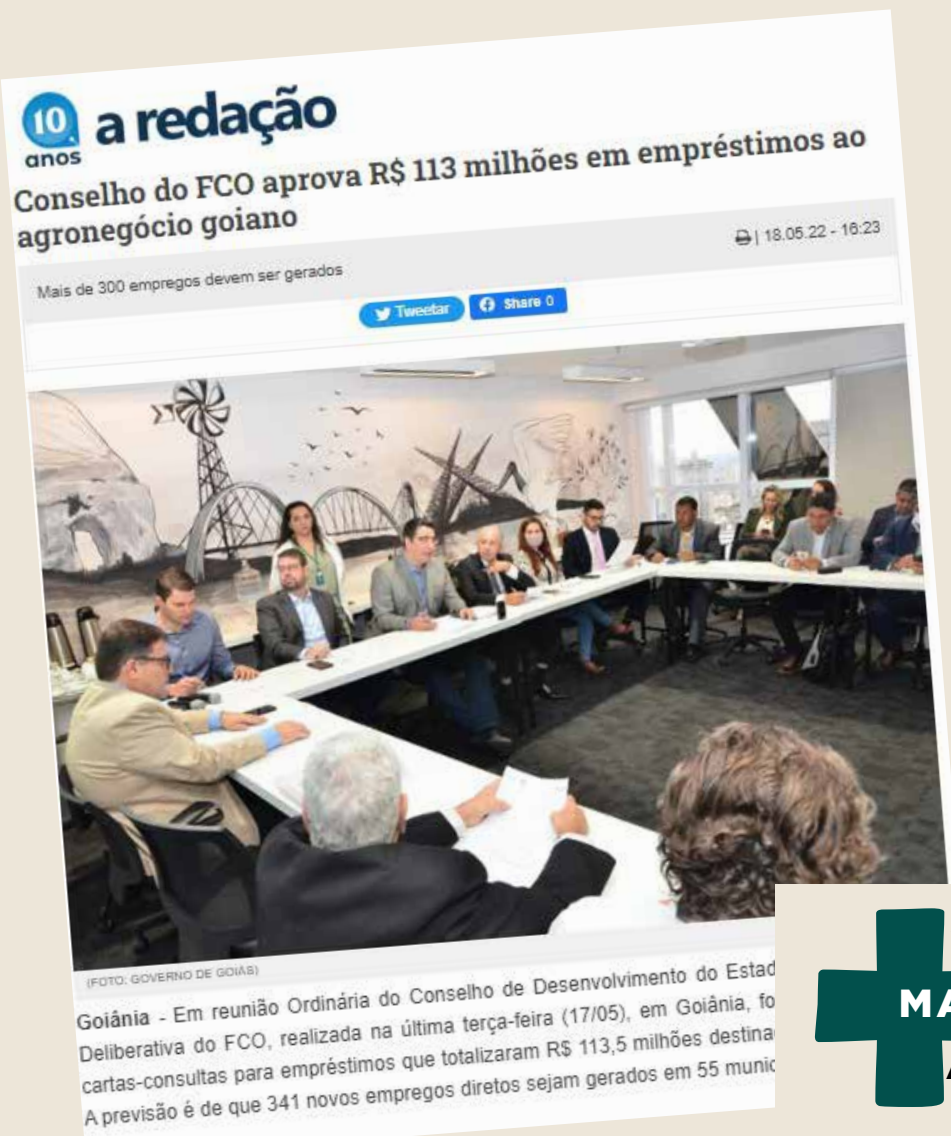 10
anos
a redação
Conselho do FCO aprova R$ 113 milhões em empréstimos ao
agronegócio goiano
Mais de 300 empregos devem ser gerados
| 18.05.22 - 16:23
Tweetar
Share 0
(FOTO: GOVERNO DE GOIÁS)
Goiânia - Em reunião Ordinária do Conselho de Desenvolvimento do Estad
Deliberativa do FCO, realizada na última terça-feira (17/05), em Goiânia, fo
cartas-consultas para empréstimos que totalizaram R$ 113,5 milhões destina
A previsão é de que 341 novos empregos diretos sejam gerados em 55 munic
MA